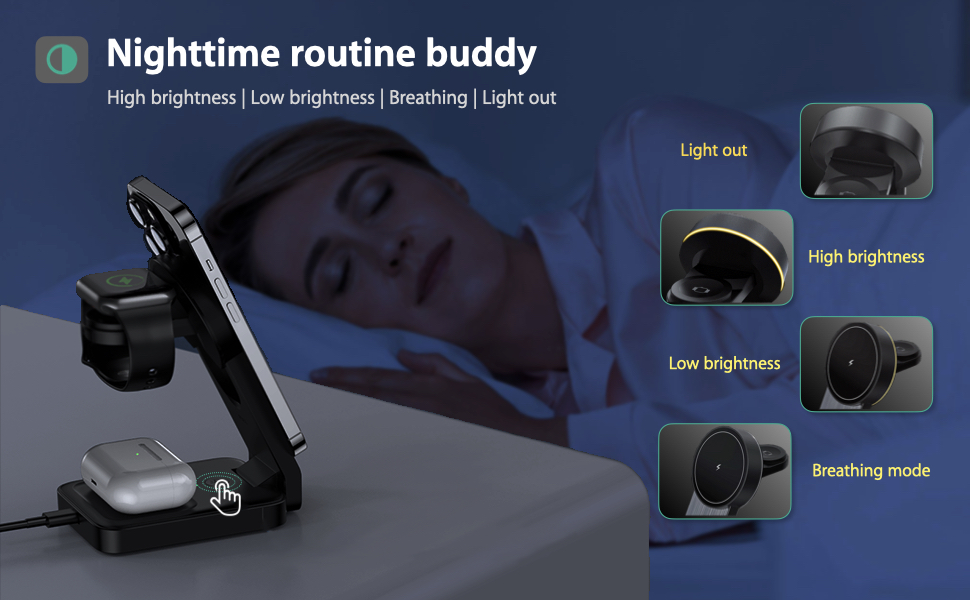 Nighttime routine buddy
High brightness | Low brightness | Breathing | Light out
Light out
High brightness
Low brightness
Breathing mode